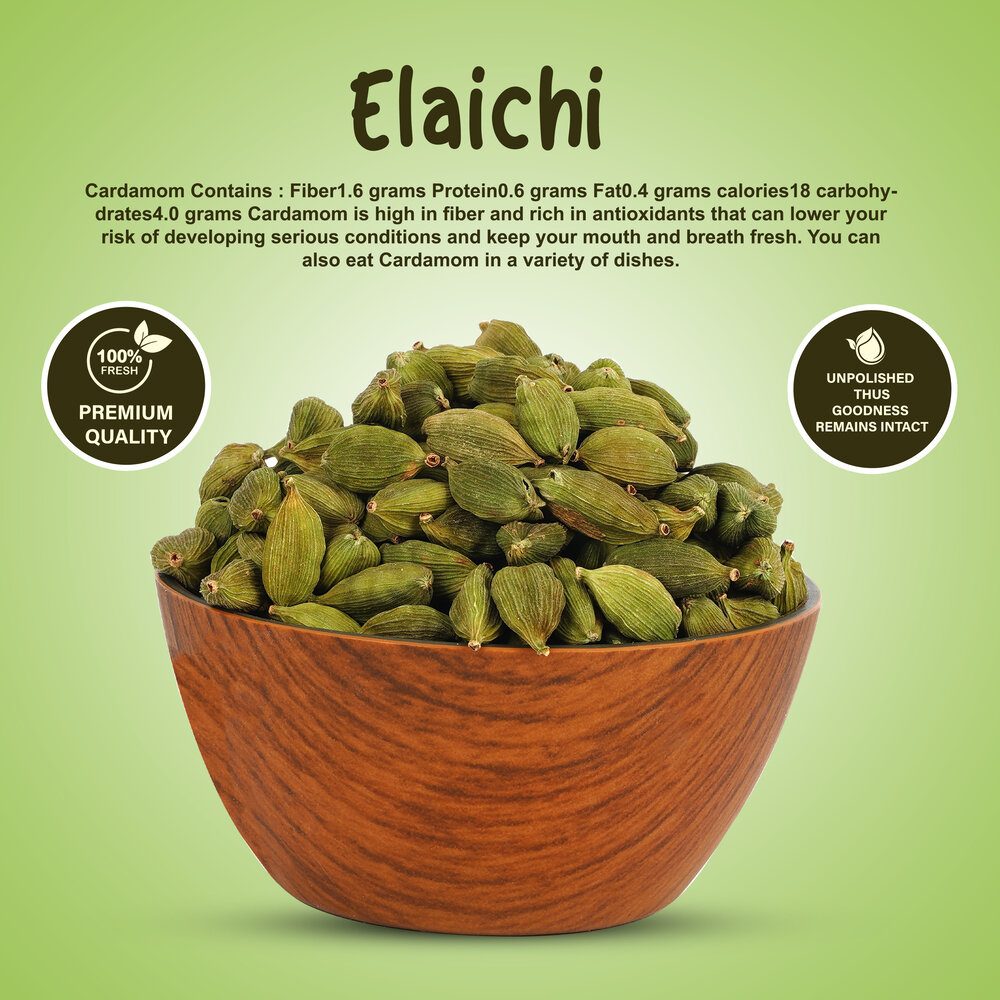 Elaichi
Cardamom Contains : Fiber1.6 grams Protein0.6 grams Fat0.4 grams calories18 carbohy-
drates4.0 grams Cardamom is high in fiber and rich in antioxidants that can lower your
risk of developing serious conditions and keep your mouth and breath fresh. You can
also eat Cardamom in a variety of dishes.
100%
FRESH
PREMIUM
QUALITY
UNPOLISHED
THUS
GOODNESS
REMAINS INTACT